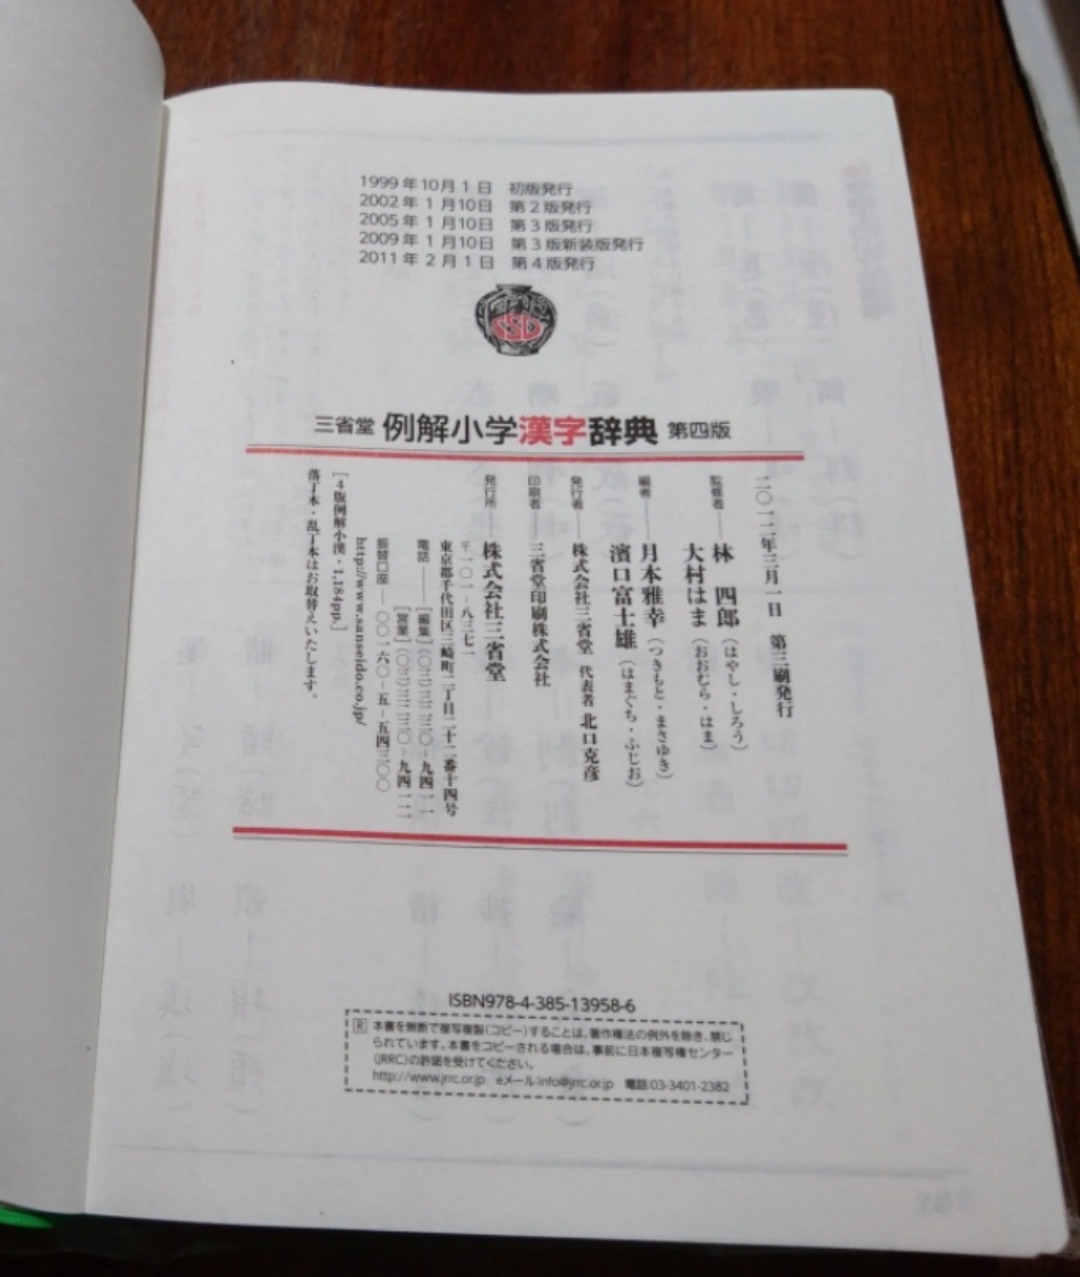 1999年10月1日 初版発行
2002年1月10日 第2版発行
2005年1月10日 第3版発行
2009年1月10日 第3版新装版発行
2011年2月1日 第4版発行
SSD
三省堂 例解小学漢字辞典 第四版
二〇一二年三月一日 第三刷発行
監修者――林 四郎(はやし・しろう)
大村はま(おおむら・はま)
編者――月本雅幸(つきもと・まさゆき)
濱口富士雄(はまぐち・ふじお)
発行者――株式会社三省堂 代表者 北口克彦
印刷者――三省堂印刷株式会社
発行所――株式会社三省堂
〒一〇一―八三七一
東京都千代田区三崎町二丁目二十二番十四号
電話――[編集](〇三)三二三〇―九四一一
[営業](〇三)三二三〇―九四一二
振替口座―〇〇一六〇―五―五四三〇〇
http://www.sanseido.co.jp/
[4版例解小漢・1,184pp.]
落丁本・乱丁本はお取替えいたします。
ISBN978-4-385-13958-6
R 本書を無断で複写複製(コピー)することは、著作権法の例外を除き、禁じ
られています。本書をコピーされる場合は、事前に日本複写権センター
(JRRC)の許諾を受けてください。
http://www.jrrc.or.jp eメール:info@jrrc.or.jp 電話:03-3401-2382